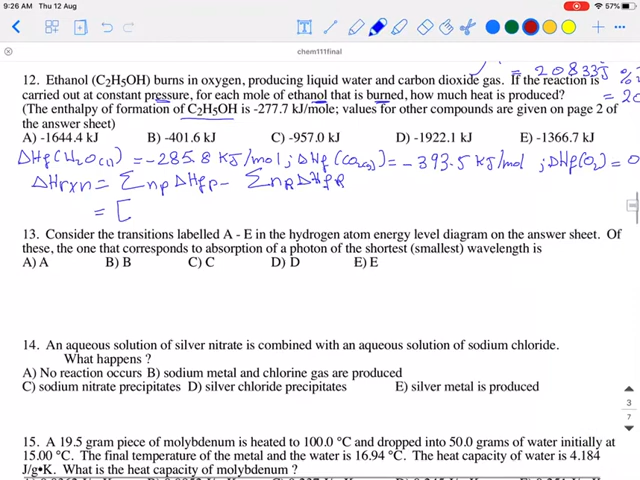 9:26 AM Thu 12 Aug 57%
chem111final
= 20833J
12. Ethanol (C2H5OH) burns in oxygen, producing liquid water and carbon dioxide gas. If the reaction is
carried out at constant pressure, for each mole of ethanol that is burned, how much heat is produced? = 20
(The enthalpy of formation of C2H5OH is -277.7 kJ/mole; values for other compounds are given on page 2 of
the answer sheet)
A) -1644.4 kJ B) -401.6 kJ C) -957.0 kJ D) -1922.1 kJ E) -1366.7 kJ
ΔHf(H2O(l)) = -285.8 KJ/mol ; ΔHf(CO2(g)) = -393.5 KJ/mol ; ΔHf(O2) = 0
ΔHrxn = Σ np ΔHfp - Σ nR ΔHfR
= [
13. Consider the transitions labelled A - E in the hydrogen atom energy level diagram on the answer sheet. Of
these, the one that corresponds to absorption of a photon of the shortest (smallest) wavelength is
A) A B) B C) C D) D E) E
14. An aqueous solution of silver nitrate is combined with an aqueous solution of sodium chloride.
What happens ?
A) No reaction occurs B) sodium metal and chlorine gas are produced
C) sodium nitrate precipitates D) silver chloride precipitates E) silver metal is produced
3
7
15. A 19.5 gram piece of molybdenum is heated to 100.0 °C and dropped into 50.0 grams of water initially at
15.00 °C. The final temperature of the metal and the water is 16.94 °C. The heat capacity of water is 4.184
J/g•K. What is the heat capacity of molybdenum ?